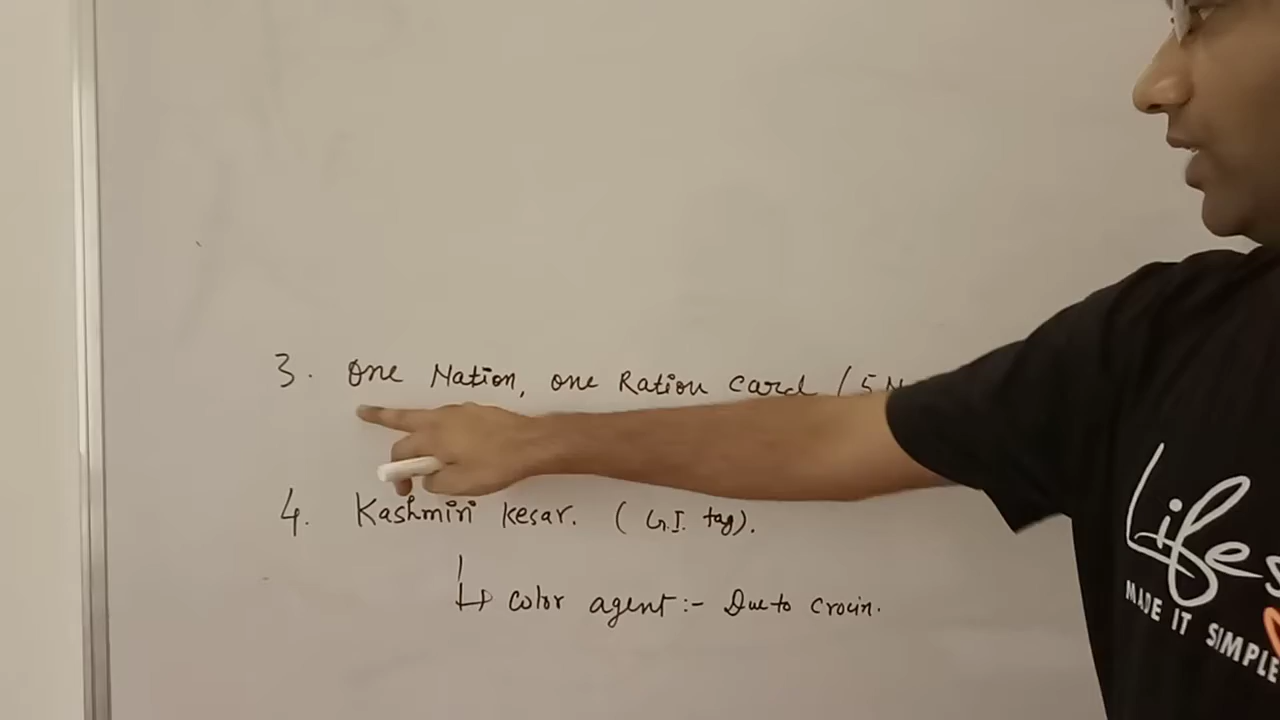 3. One Nation, one Ration Card (5 N
4. Kashmiri kesar. ( G.I. tag).
↳ color agent:- Due to crocin.
Lifes
MADE IT SIMPLE